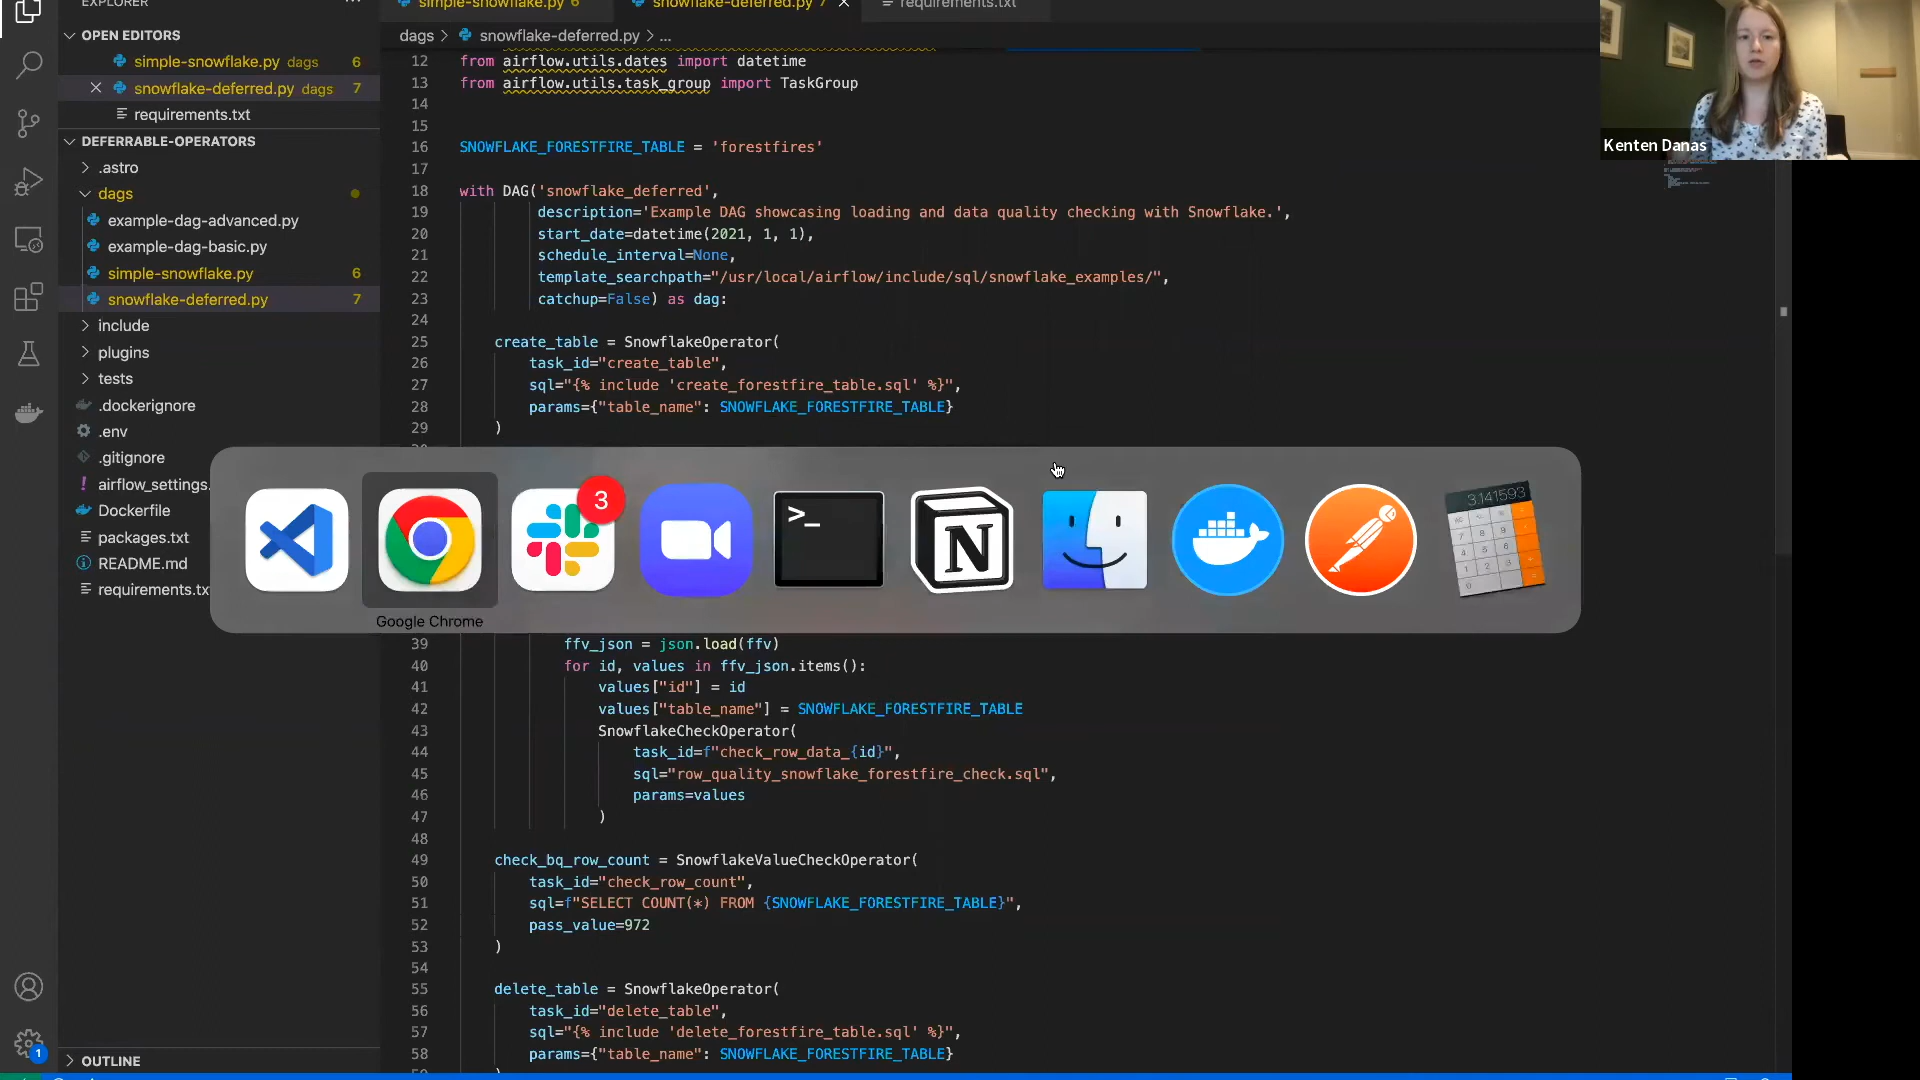 EXPLORER
simple-snowflake.py 6
snowflake-deferred.py 7
requirements.txt
OPEN EDITORS
simple-snowflake.py dags 6
snowflake-deferred.py dags 7
requirements.txt
DEFERRABLE-OPERATORS
.astro
dags
example-dag-advanced.py
example-dag-basic.py
simple-snowflake.py 6
snowflake-deferred.py 7
include
plugins
tests
.dockerignore
.env
.gitignore
airflow_settings.
Dockerfile
packages.txt
README.md
requirements.tx
OUTLINE
1
dags > snowflake-deferred.py > ...
12 from airflow.utils.dates import datetime
13 from airflow.utils.task_group import TaskGroup
14
15
16 SNOWFLAKE_FORESTFIRE_TABLE = 'forestfires'
17
18 with DAG('snowflake_deferred',
19 description='Example DAG showcasing loading and data quality checking with Snowflake.',
20 start_date=datetime(2021, 1, 1),
21 schedule_interval=None,
22 template_searchpath="/usr/local/airflow/include/sql/snowflake_examples/",
23 catchup=False) as dag:
24
25 create_table = SnowflakeOperator(
26 task_id="create_table",
27 sql="{% include 'create_forestfire_table.sql' %}",
28 params={"table_name": SNOWFLAKE_FORESTFIRE_TABLE}
29 )
3
>_
N
3.141593
Google Chrome
39 ffv_json = json.load(ffv)
40 for id, values in ffv_json.items():
41 values["id"] = id
42 values["table_name"] = SNOWFLAKE_FORESTFIRE_TABLE
43 SnowflakeCheckOperator(
44 task_id=f"check_row_data_{id}",
45 sql="row_quality_snowflake_forestfire_check.sql",
46 params=values
47 )
48
49 check_bq_row_count = SnowflakeValueCheckOperator(
50 task_id="check_row_count",
51 sql=f"SELECT COUNT(*) FROM {SNOWFLAKE_FORESTFIRE_TABLE}",
52 pass_value=972
53 )
54
55 delete_table = SnowflakeOperator(
56 task_id="delete_table",
57 sql="{% include 'delete_forestfire_table.sql' %}",
58 params={"table_name": SNOWFLAKE_FORESTFIRE_TABLE}
Kenten Danas